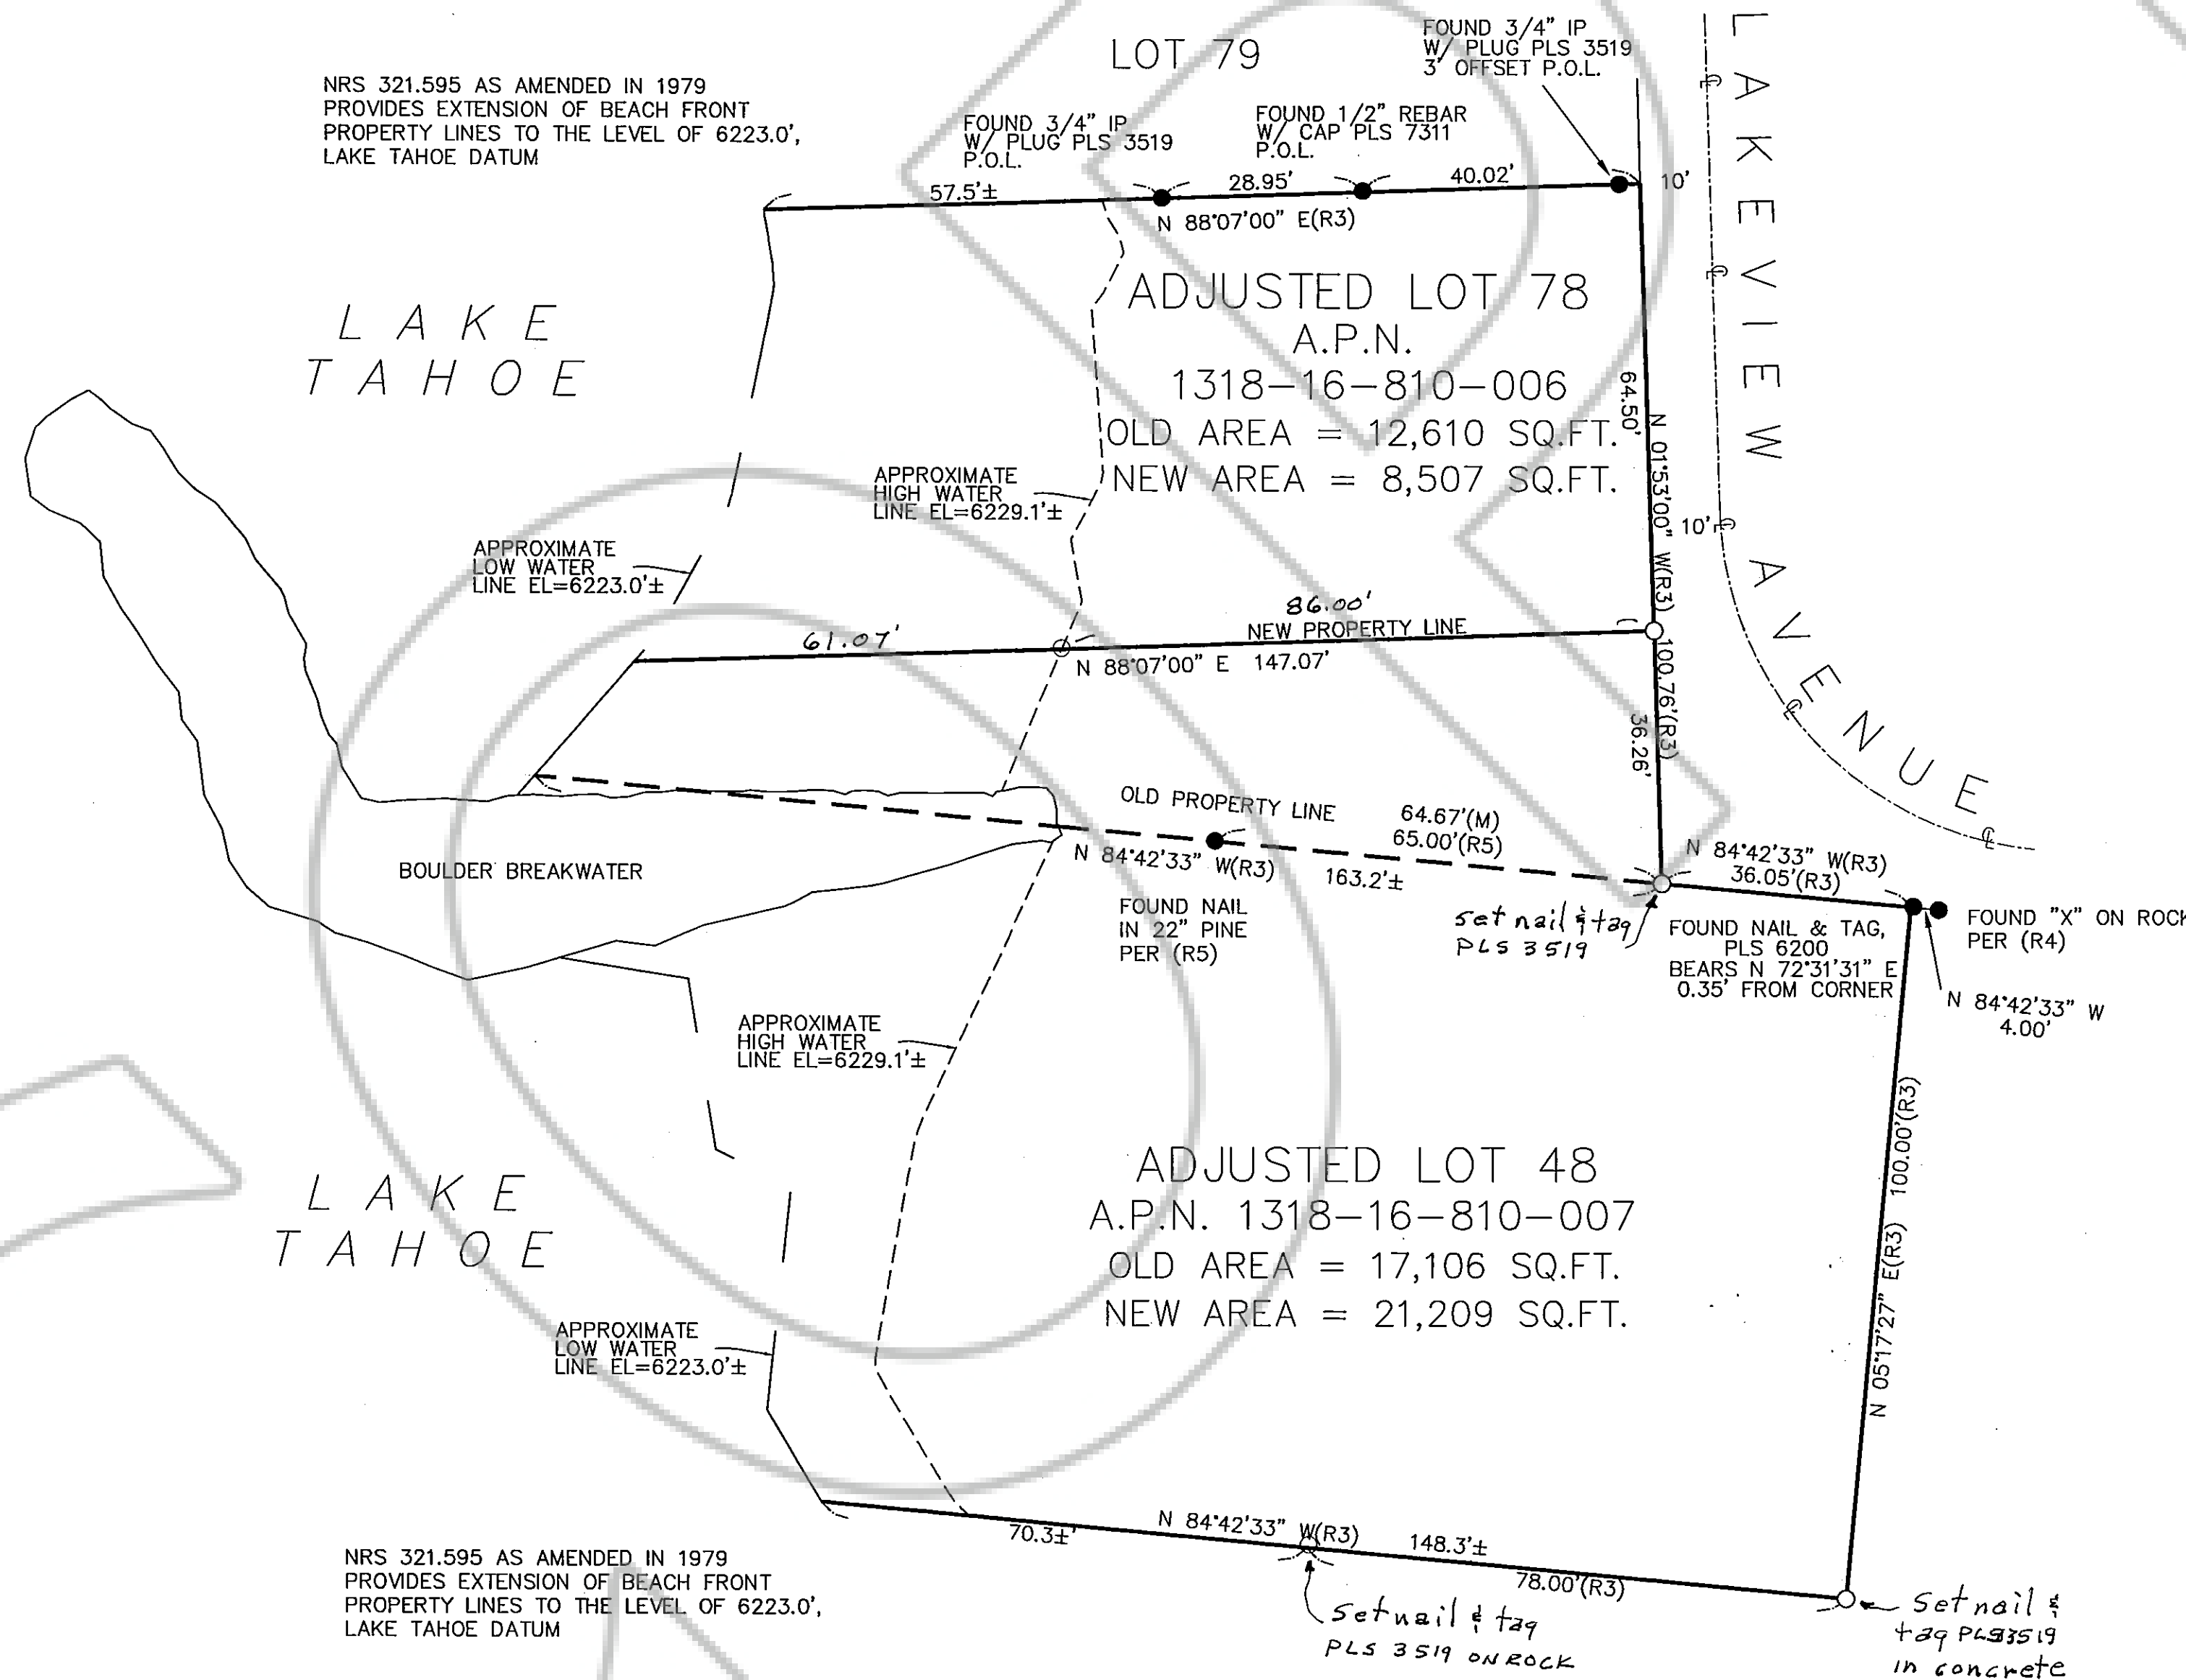 LOT 79
FOUND 3/4" IP
W/ PLUG PLS 3519
3' OFFSET P.O.L.
NRS 321.595 AS AMENDED IN 1979
PROVIDES EXTENSION OF BEACH FRONT
PROPERTY LINES TO THE LEVEL OF 6223.0',
LAKE TAHOE DATUM
FOUND 3/4" IP
W/ PLUG PLS 3519
P.O.L.
FOUND 1/2" REBAR
W/ CAP PLS 7311
P.O.L.
LAKEVIEW AVENUE
57.5'±
28.95'
40.02'
10'
N 88°07'00" E(R3)
ADJUSTED LOT 78
A.P.N.
1318-16-810-006
OLD AREA = 12,610 SQ.FT.
NEW AREA = 8,507 SQ.FT.
LAKE
TAHOE
64.50'
N 01°53'00" W(R3) 100.76'(R3)
36.26'
10'
APPROXIMATE
HIGH WATER
LINE EL=6229.1'±
APPROXIMATE
LOW WATER
LINE EL=6223.0'±
61.07'
86.00'
NEW PROPERTY LINE
N 88°07'00" E 147.07'
OLD PROPERTY LINE
64.67'(M)
65.00'(R5)
N 84°42'33" W(R3)
163.2'±
BOULDER BREAKWATER
FOUND NAIL
IN 22" PINE
PER (R5)
set nail & tag
PLS 3519
N 84°42'33" W(R3)
36.05'(R3)
FOUND NAIL & TAG,
PLS 6200
BEARS N 72°31'31" E
0.35' FROM CORNER
FOUND "X" ON ROCK
PER (R4)
N 84°42'33" W
4.00'
APPROXIMATE
HIGH WATER
LINE EL=6229.1'±
N 05°17'27" E(R3) 100.00'(R3)
ADJUSTED LOT 48
A.P.N. 1318-16-810-007
OLD AREA = 17,106 SQ.FT.
NEW AREA = 21,209 SQ.FT.
LAKE
TAHOE
APPROXIMATE
LOW WATER
LINE EL=6223.0'±
70.3±'
N 84°42'33" W(R3)
148.3'±
78.00'(R3)
NRS 321.595 AS AMENDED IN 1979
PROVIDES EXTENSION OF BEACH FRONT
PROPERTY LINES TO THE LEVEL OF 6223.0',
LAKE TAHOE DATUM
Set nail & tag
PLS 3519 ON ROCK
Set nail &
tag PLS3519
in concrete